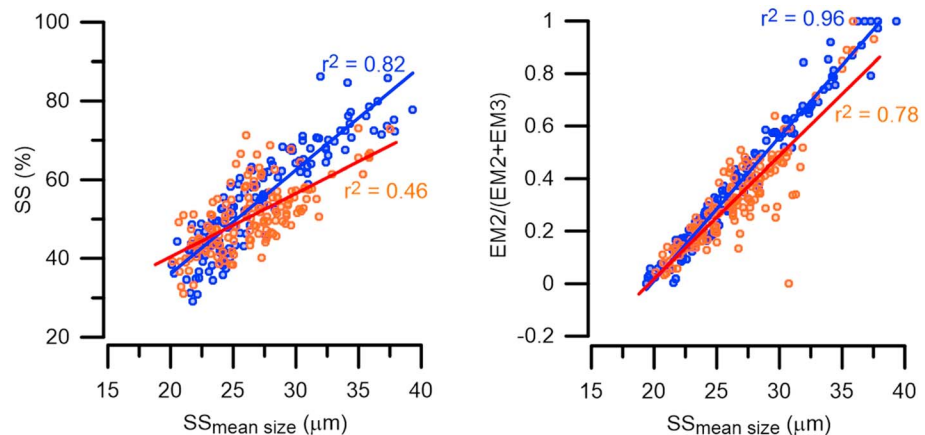 100
80
60
40
20
SS (%)
r2 = 0.82
r2 = 0.46
15 20 25 30 35 40
SSmean size (μm)
1
0.8
0.6
0.4
0.2
0
-0.2
EM2/(EM2+EM3)
r2 = 0.96
r2 = 0.78
15 20 25 30 35 40
SSmean size (μm)